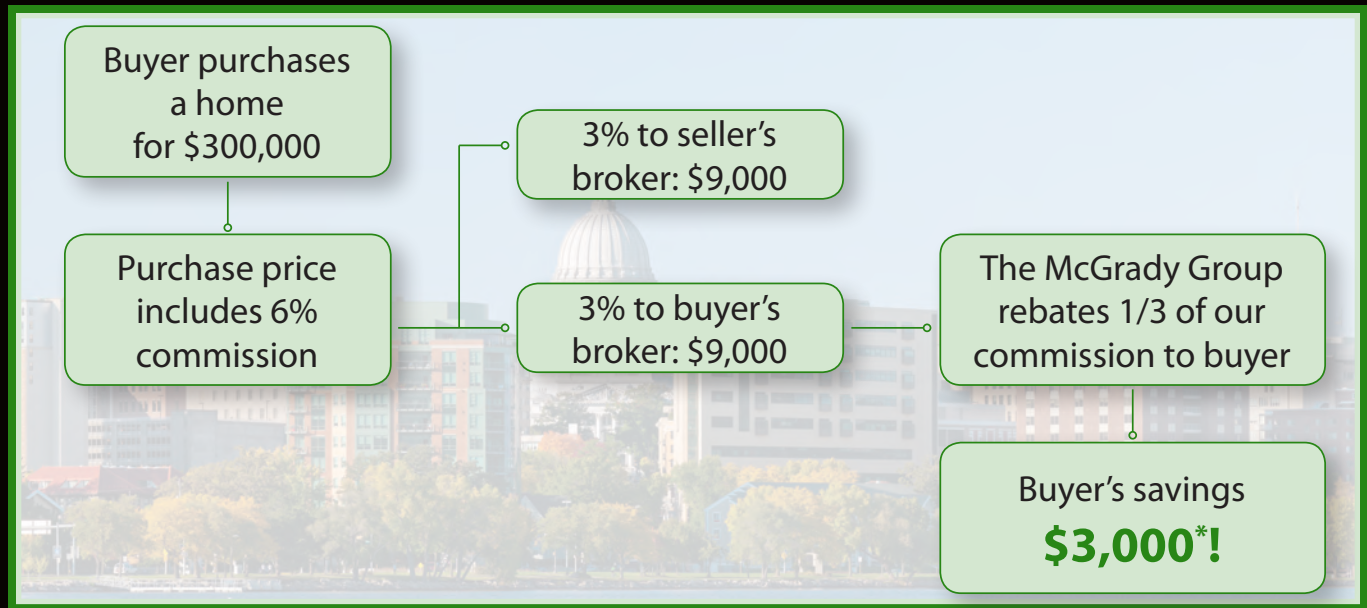 Buyer purchases
a home
for $300,000
Purchase price
includes 6%
commission
3% to seller’s
broker: $9,000
3% to buyer’s
broker: $9,000
The McGrady Group
rebates 1/3 of our
commission to buyer
Buyer’s savings
$3,000*!